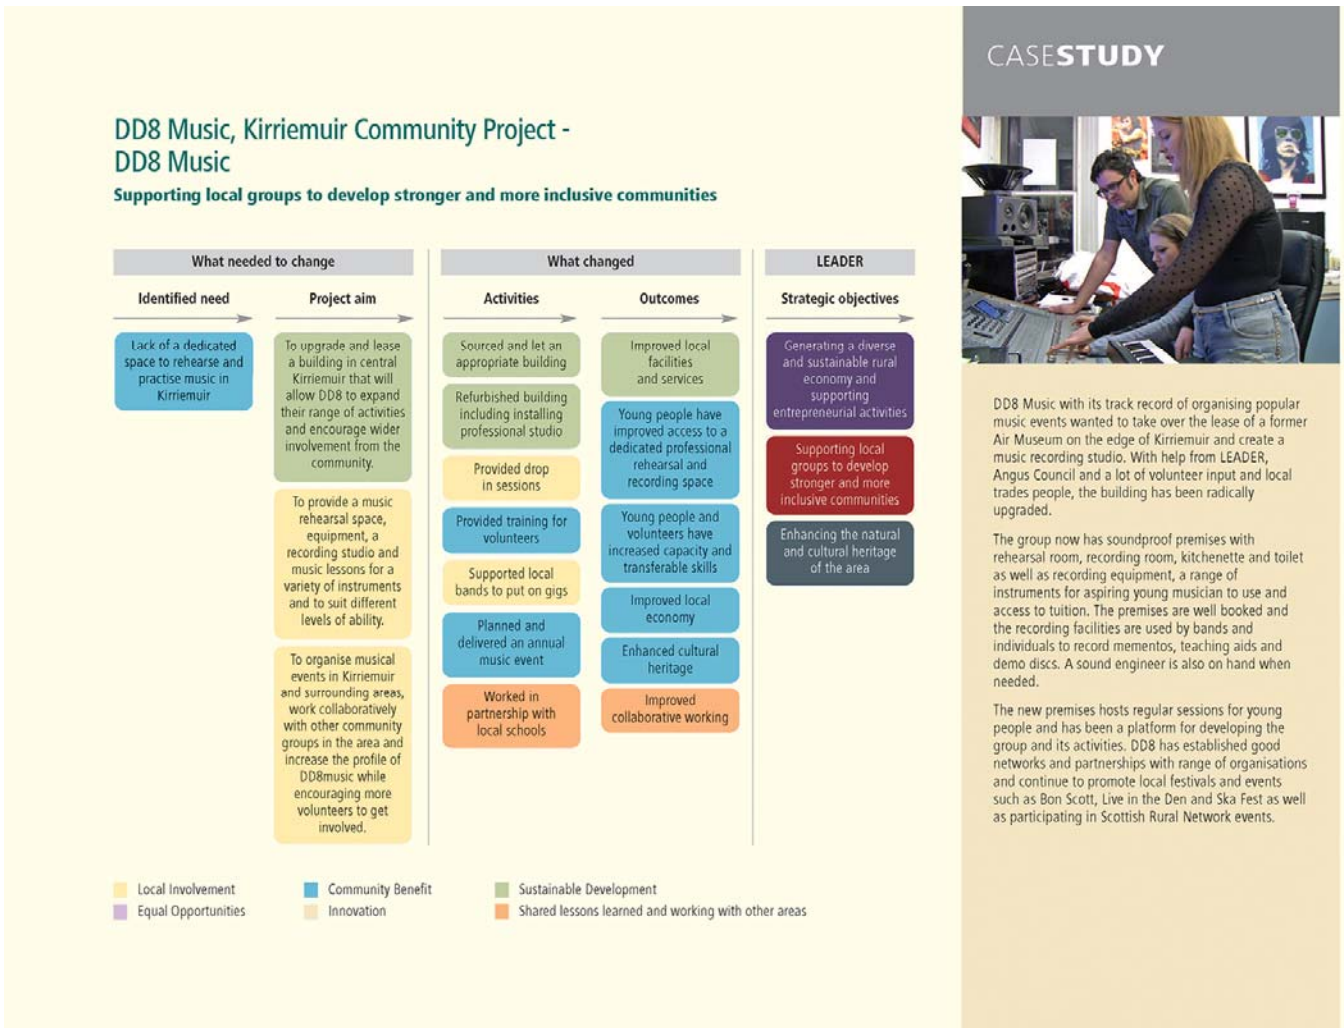 CASESTUDY
DD8 Music, Kirriemuir Community Project -
DD8 Music
Supporting local groups to develop stronger and more inclusive communities
What needed to change
What changed
LEADER
Identified need
Project aim
Activities
Outcomes
Strategic objectives
Lack of a dedicated
space to rehearse and
practise music in
Kirriemuir
To upgrade and lease
a building in central
Kirriemuir that will
allow DD8 to expand
their range of activities
and encourage wider
involvement from the
community.
To provide a music
rehearsal space,
equipment, a
recording studio and
music lessons for a
variety of instruments
and to suit different
levels of ability.
To organise musical
events in Kirriemuir
and surrounding areas,
work collaboratively
with other community
groups in the area and
increase the profile of
DD8music while
encouraging more
volunteers to get
involved.
Sourced and let an
appropriate building
Refurbished building
including installing
professional studio
Provided drop
in sessions
Provided training for
volunteers
Supported local
bands to put on gigs
Planned and
delivered an annual
music event
Worked in
partnership with
local schools
Improved local
facilities
and services
Young people have
improved access to a
dedicated professional
rehearsal and
recording space
Young people and
volunteers have
increased capacity and
transferable skills
Improved local
economy
Enhanced cultural
heritage
Improved
collaborative working
Generating a diverse
and sustainable rural
economy and
supporting
entrepreneurial activities
Supporting local
groups to develop
stronger and more
inclusive communities
Enhancing the natural
and cultural heritage
of the area
Local Involvement
Community Benefit
Sustainable Development
Equal Opportunities
Innovation
Shared lessons learned and working with other areas
DD8 Music with its track record of organising popular
music events wanted to take over the lease of a former
Air Museum on the edge of Kirriemuir and create a
music recording studio. With help from LEADER,
Angus Council and a lot of volunteer input and local
trades people, the building has been radically
upgraded.
The group now has soundproof premises with
rehearsal room, recording room, kitchenette and toilet
as well as recording equipment, a range of
instruments for aspiring young musician to use and
access to tuition. The premises are well booked and
the recording facilities are used by bands and
individuals to record mementos, teaching aids and
demo discs. A sound engineer is also on hand when
needed.
The new premises hosts regular sessions for young
people and has been a platform for developing the
group and its activities. DD8 has established good
networks and partnerships with range of organisations
and continue to promote local festivals and events
such as Bon Scott, Live in the Den and Ska Fest as well
as participating in Scottish Rural Network events.